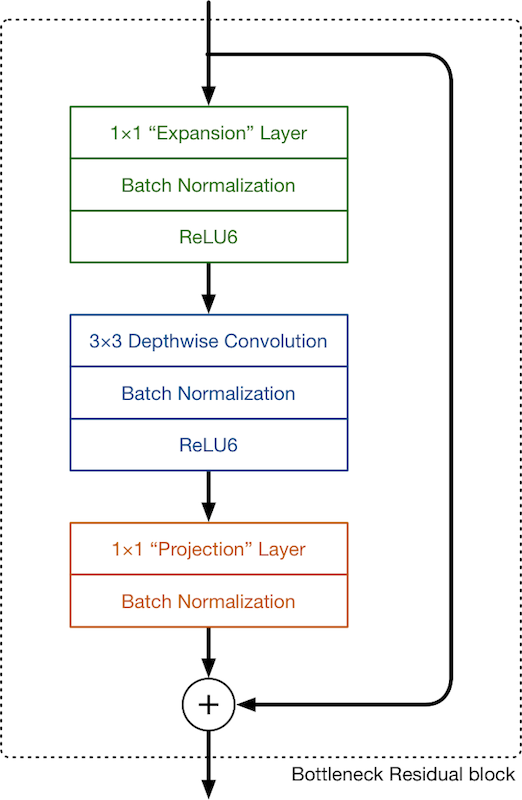 1×1 “Expansion” Layer
Batch Normalization
ReLU6
3×3 Depthwise Convolution
Batch Normalization
ReLU6
1×1 “Projection” Layer
Batch Normalization
+
Bottleneck Residual block